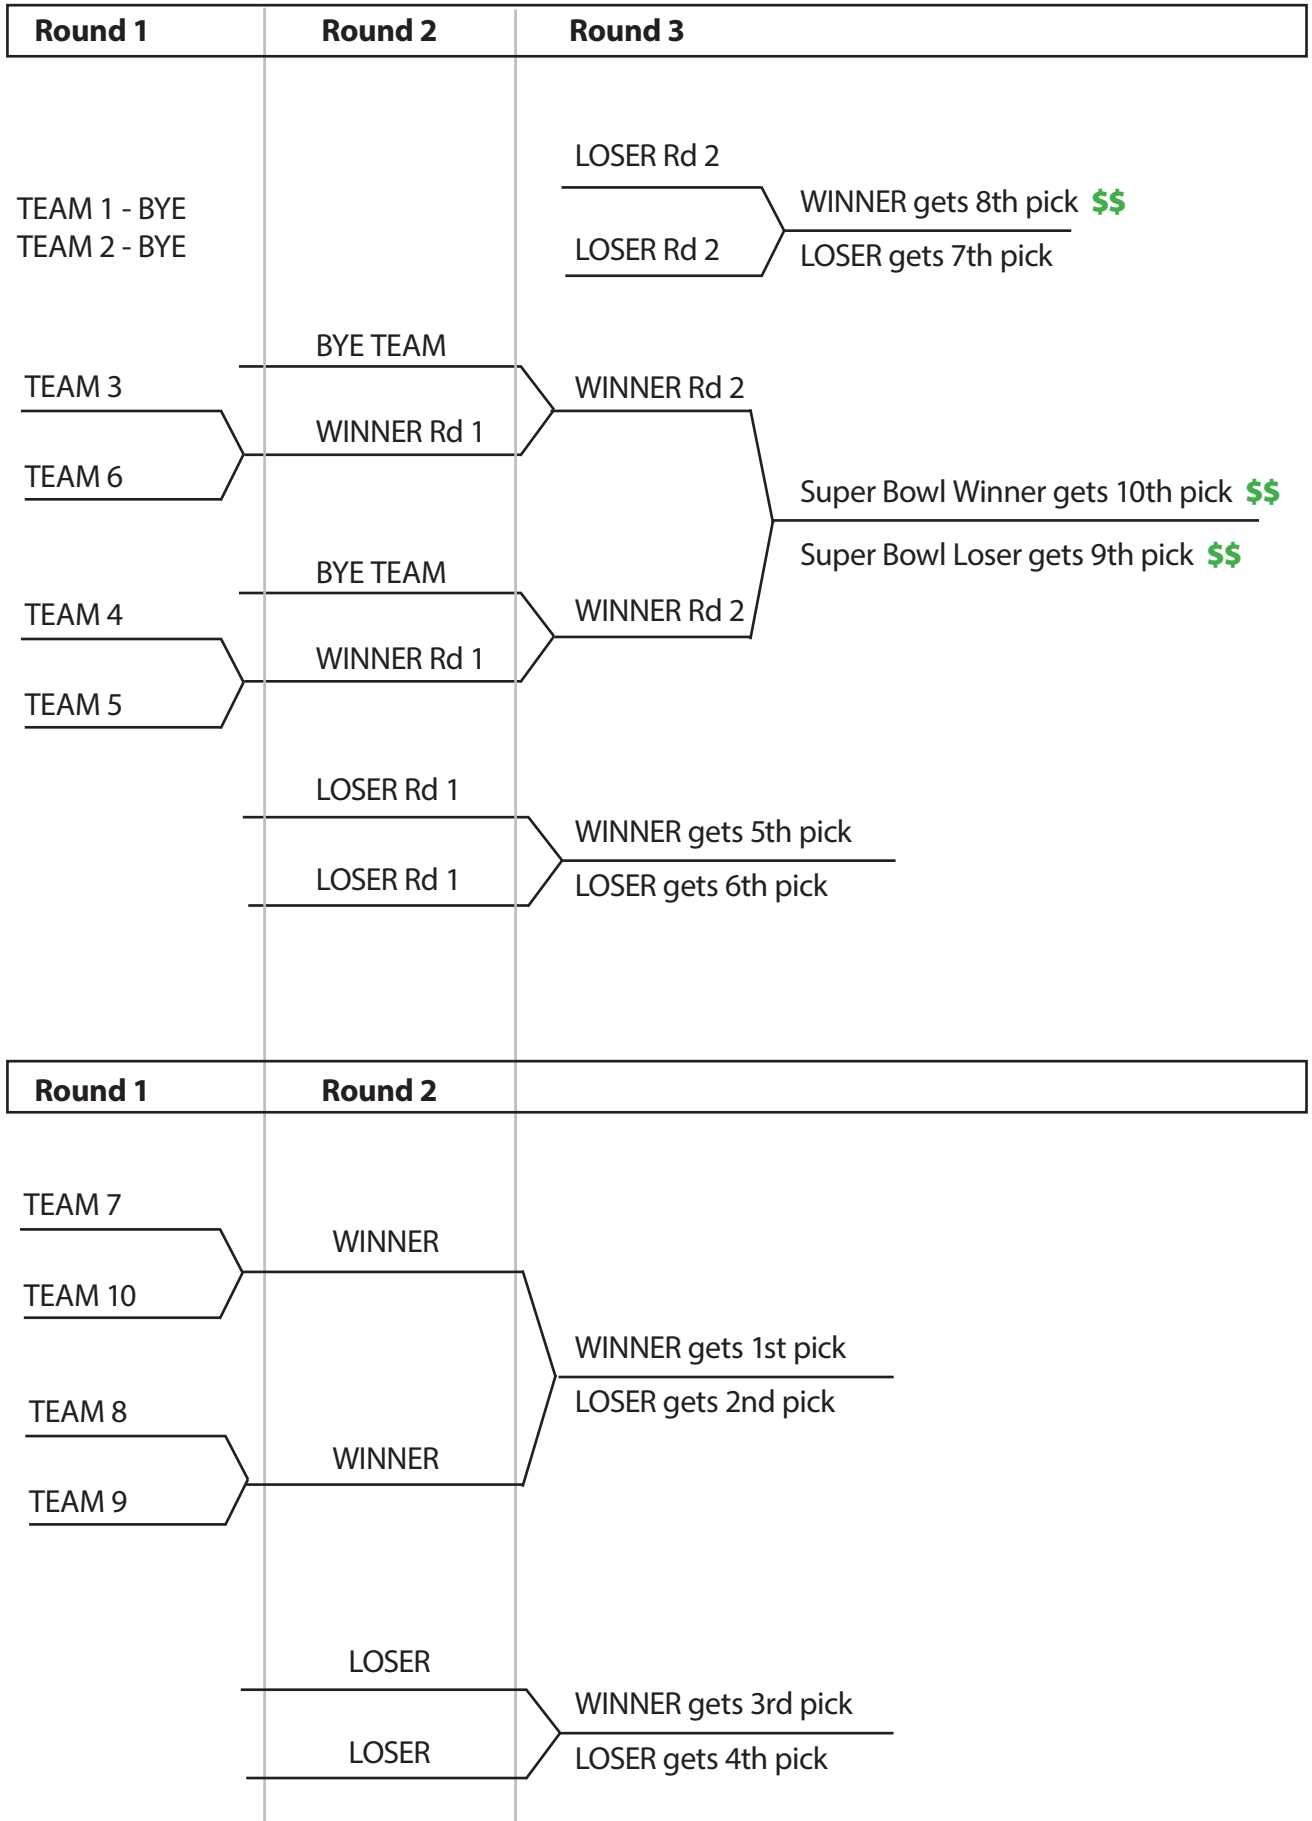 Round 1 Round 2 Round 3
LOSER Rd 2
WINNER gets 8th pick $$
TEAM 1 - BYE
TEAM 2 - BYE
LOSER Rd 2
LOSER gets 7th pick
BYE TEAM
TEAM 3
WINNER Rd 2
WINNER Rd 1
TEAM 6
Super Bowl Winner gets 10th pick $$
Super Bowl Loser gets 9th pick $$
BYE TEAM
TEAM 4
WINNER Rd 2
WINNER Rd 1
TEAM 5
LOSER Rd 1
WINNER gets 5th pick
LOSER Rd 1
LOSER gets 6th pick
Round 1 Round 2
TEAM 7
WINNER
TEAM 10
WINNER gets 1st pick
LOSER gets 2nd pick
TEAM 8
WINNER
TEAM 9
LOSER
WINNER gets 3rd pick
LOSER
LOSER gets 4th pick